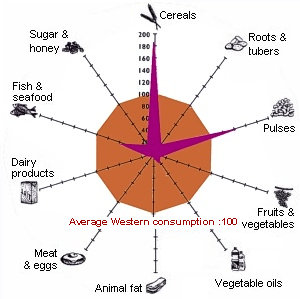 Cereals
Sugar &
honey
Roots &
tubers
200
180
160
140
120
100
80
60
40
20
Fish &
seafood
Pulses
Dairy
products
Fruits &
vegetables
Average Western consumption :100
Meat
& eggs
Animal fat
Vegetable oils